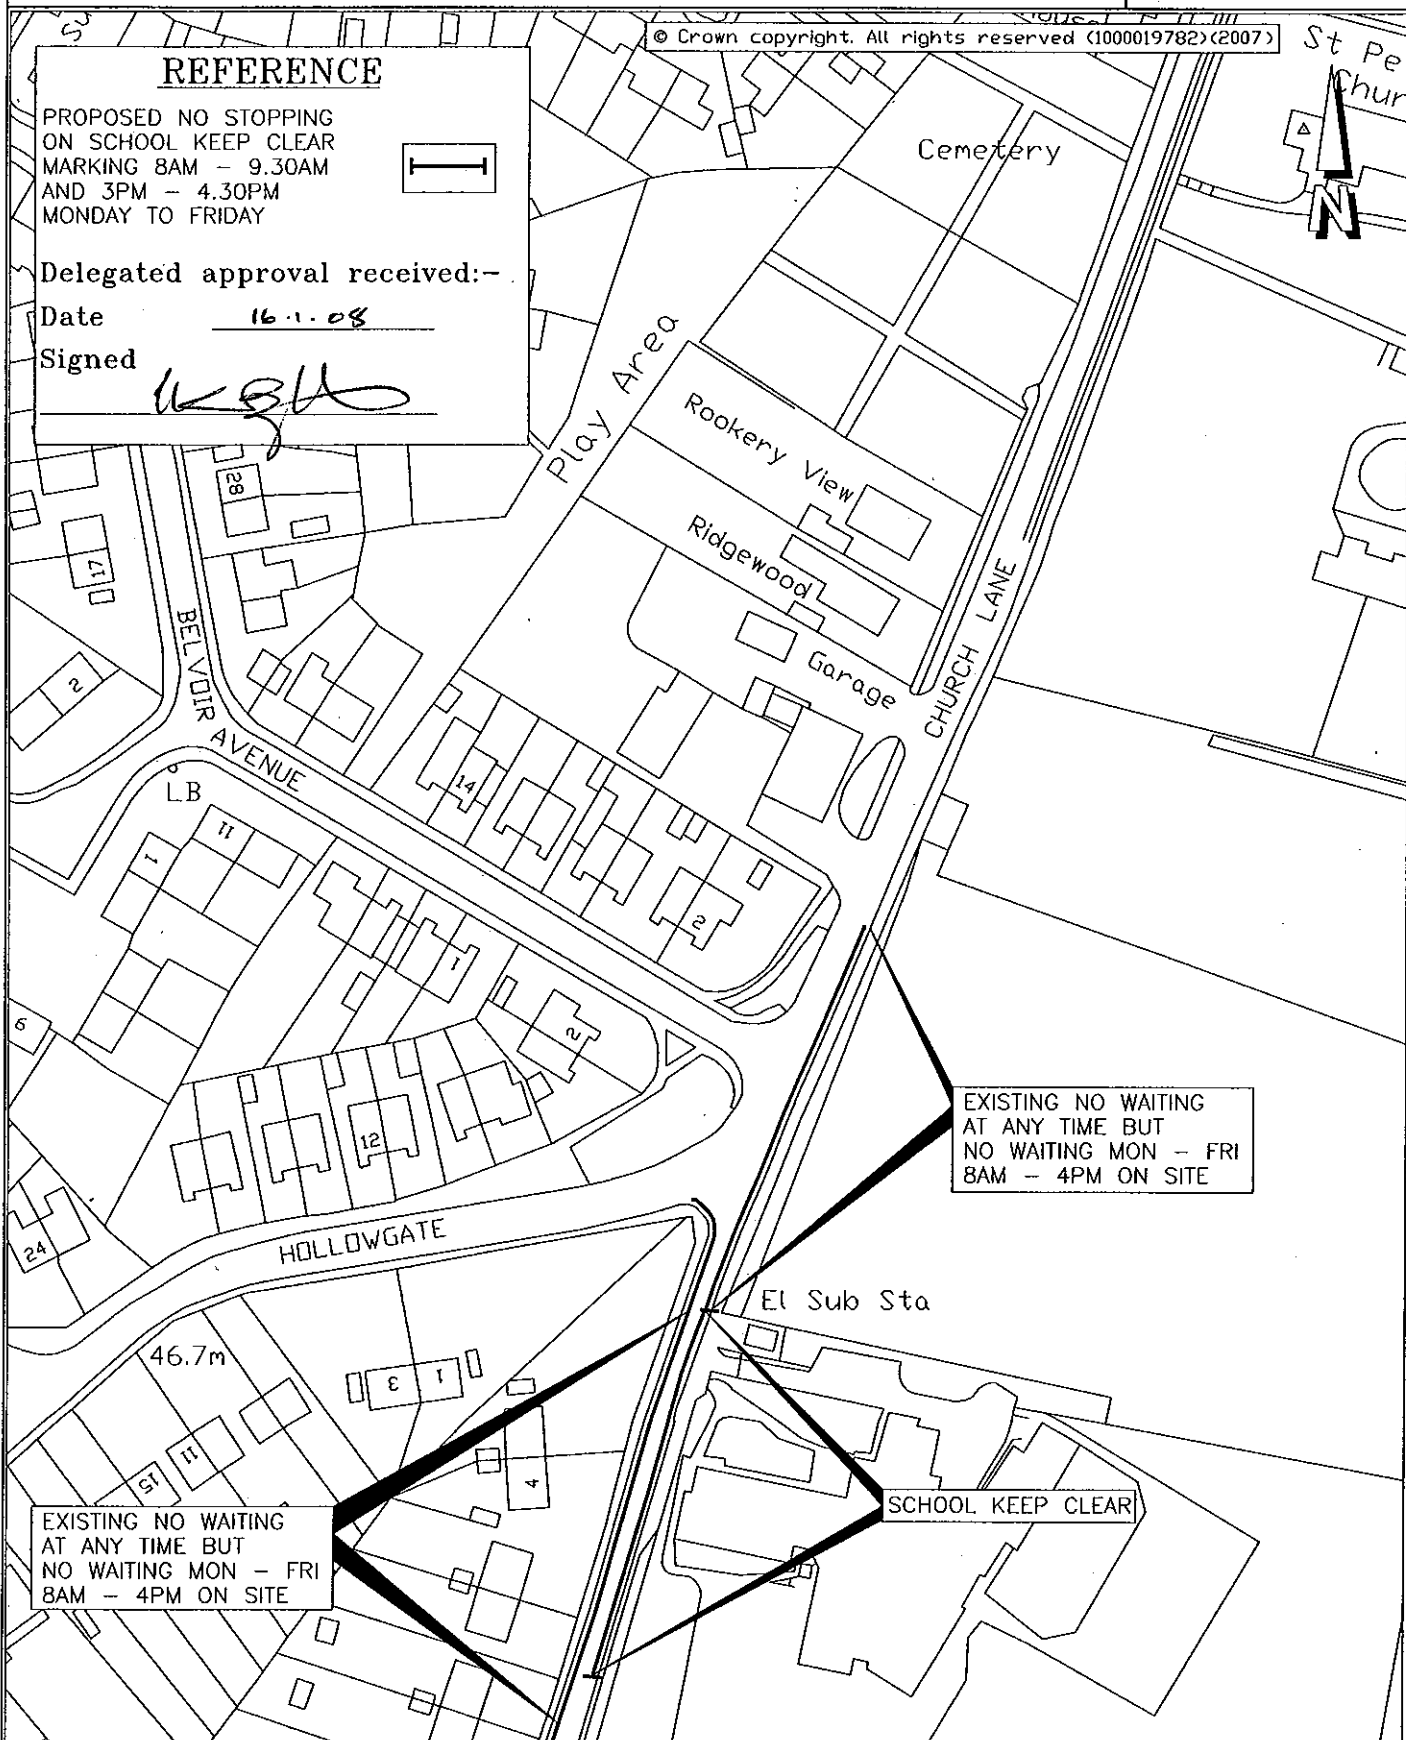 © Crown copyright. All rights reserved (1000019782)(2007)
REFERENCE
PROPOSED NO STOPPING
ON SCHOOL KEEP CLEAR
MARKING 8AM - 9.30AM
AND 3PM - 4.30PM
MONDAY TO FRIDAY
Delegated approval received:-
Date 16.1.08
Signed
St Pe
Chur
N
Cemetery
Play Area
Rookery View
Ridgewood
Garage
CHURCH LANE
28
17
2
BELVOIR AVENUE
LB
14
2
11
1
1
2
6
12
24
HOLLOWGATE
EXISTING NO WAITING
AT ANY TIME BUT
NO WAITING MON - FRI
8AM - 4PM ON SITE
El Sub Sta
46.7m
3
1
11
15
4
SCHOOL KEEP CLEAR
EXISTING NO WAITING
AT ANY TIME BUT
NO WAITING MON - FRI
8AM - 4PM ON SITE